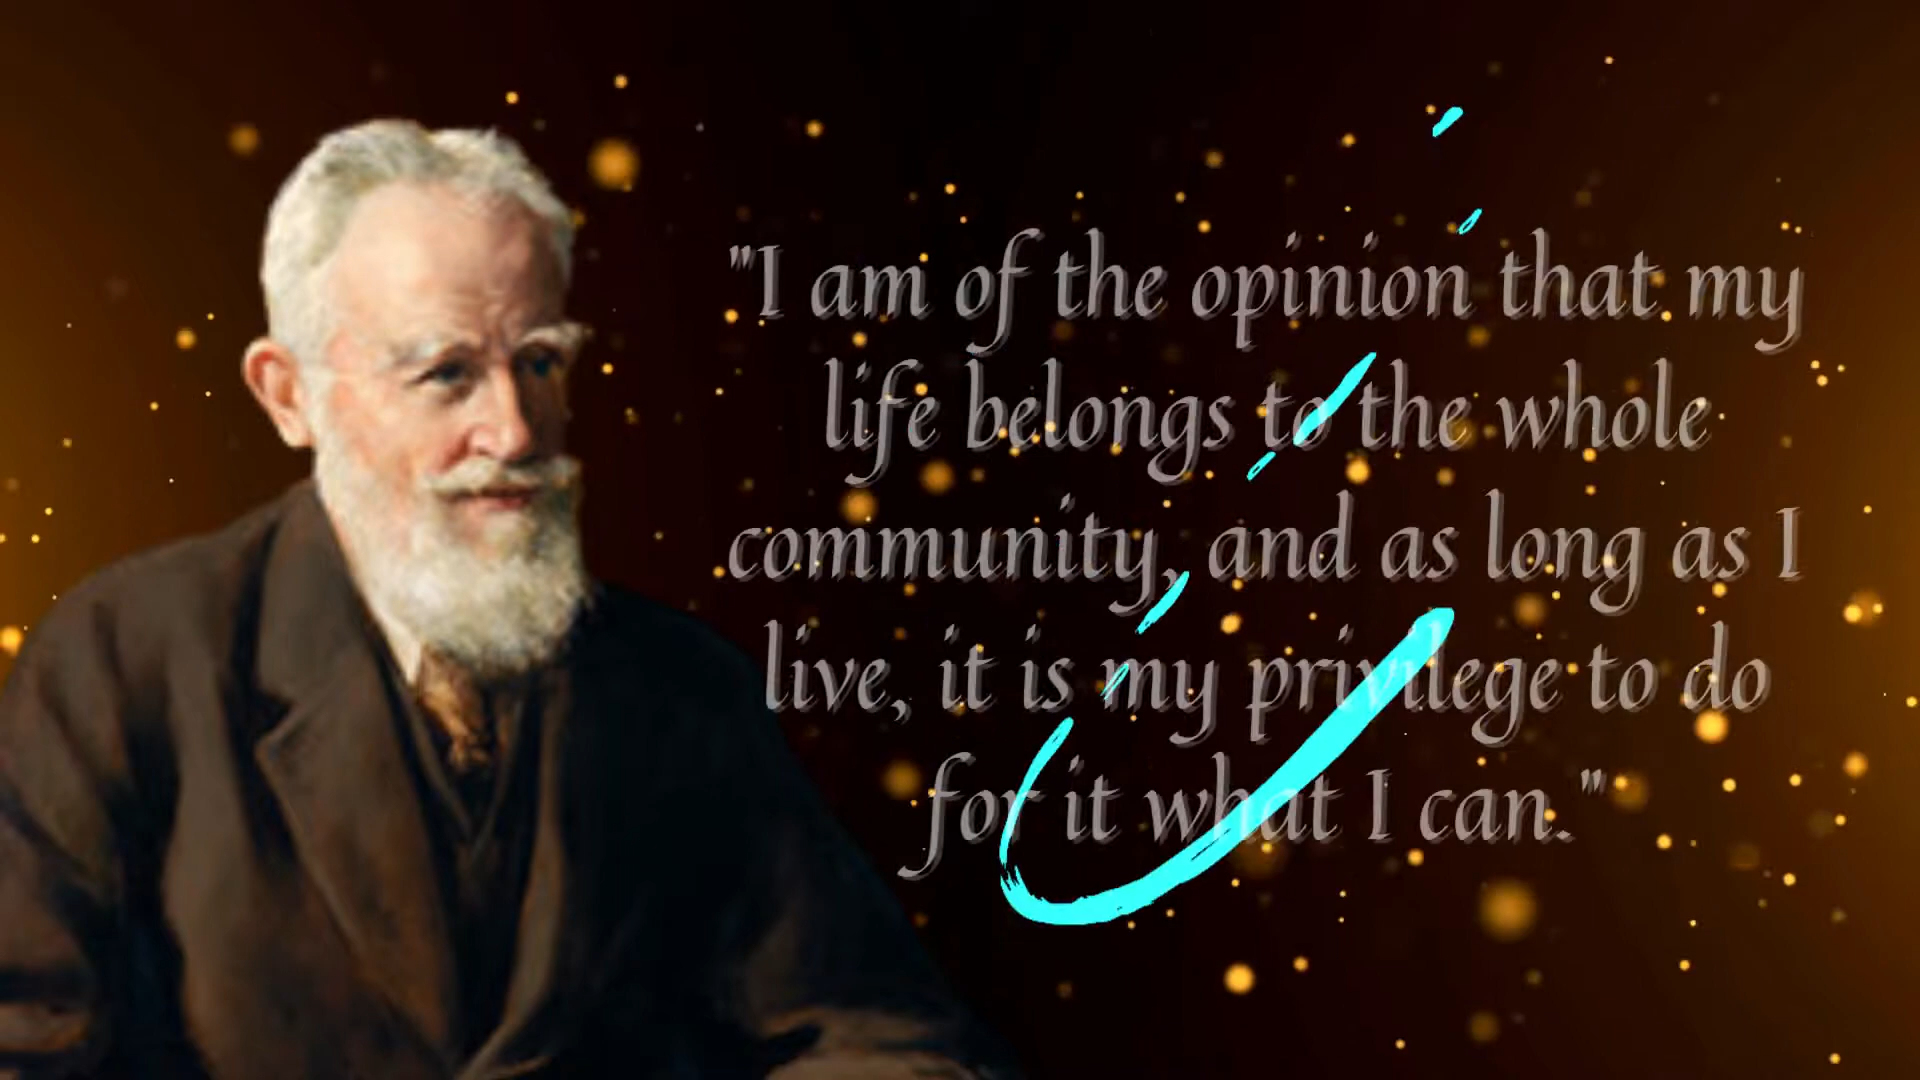 "I am of the opinion that my
life belongs to the whole
community, and as long as I
live, it is my privilege to do
for it what I can."